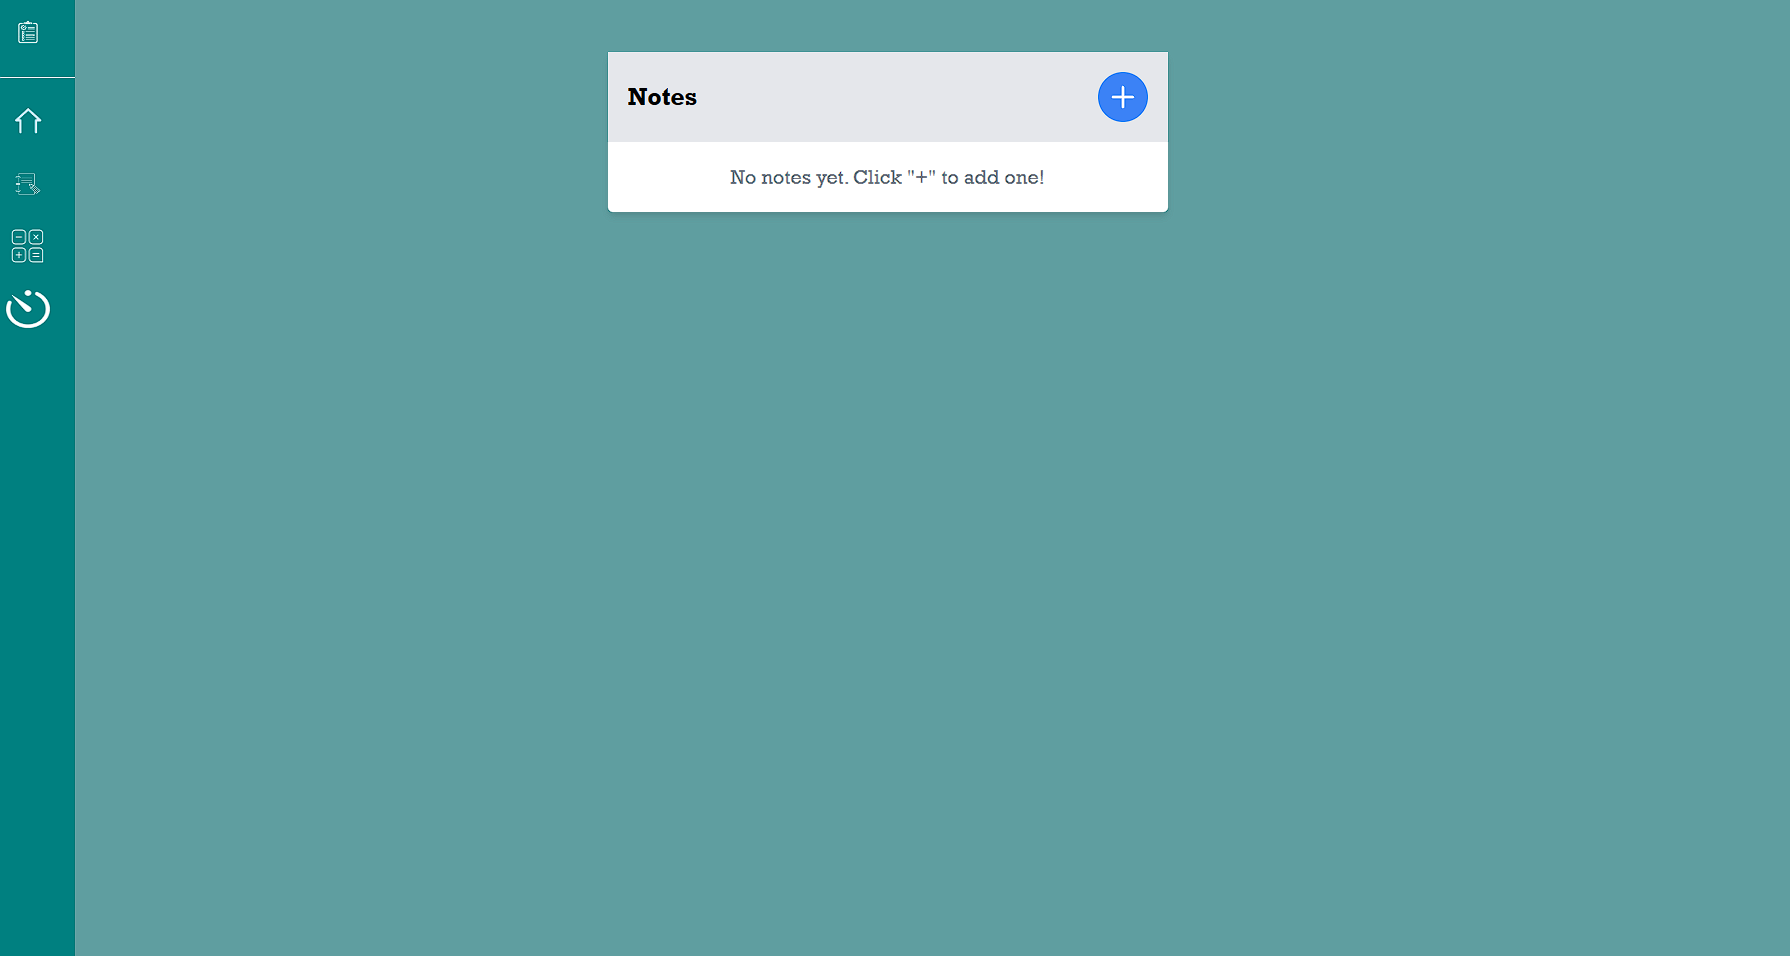 Notes
No notes yet. Click "+" to add one!